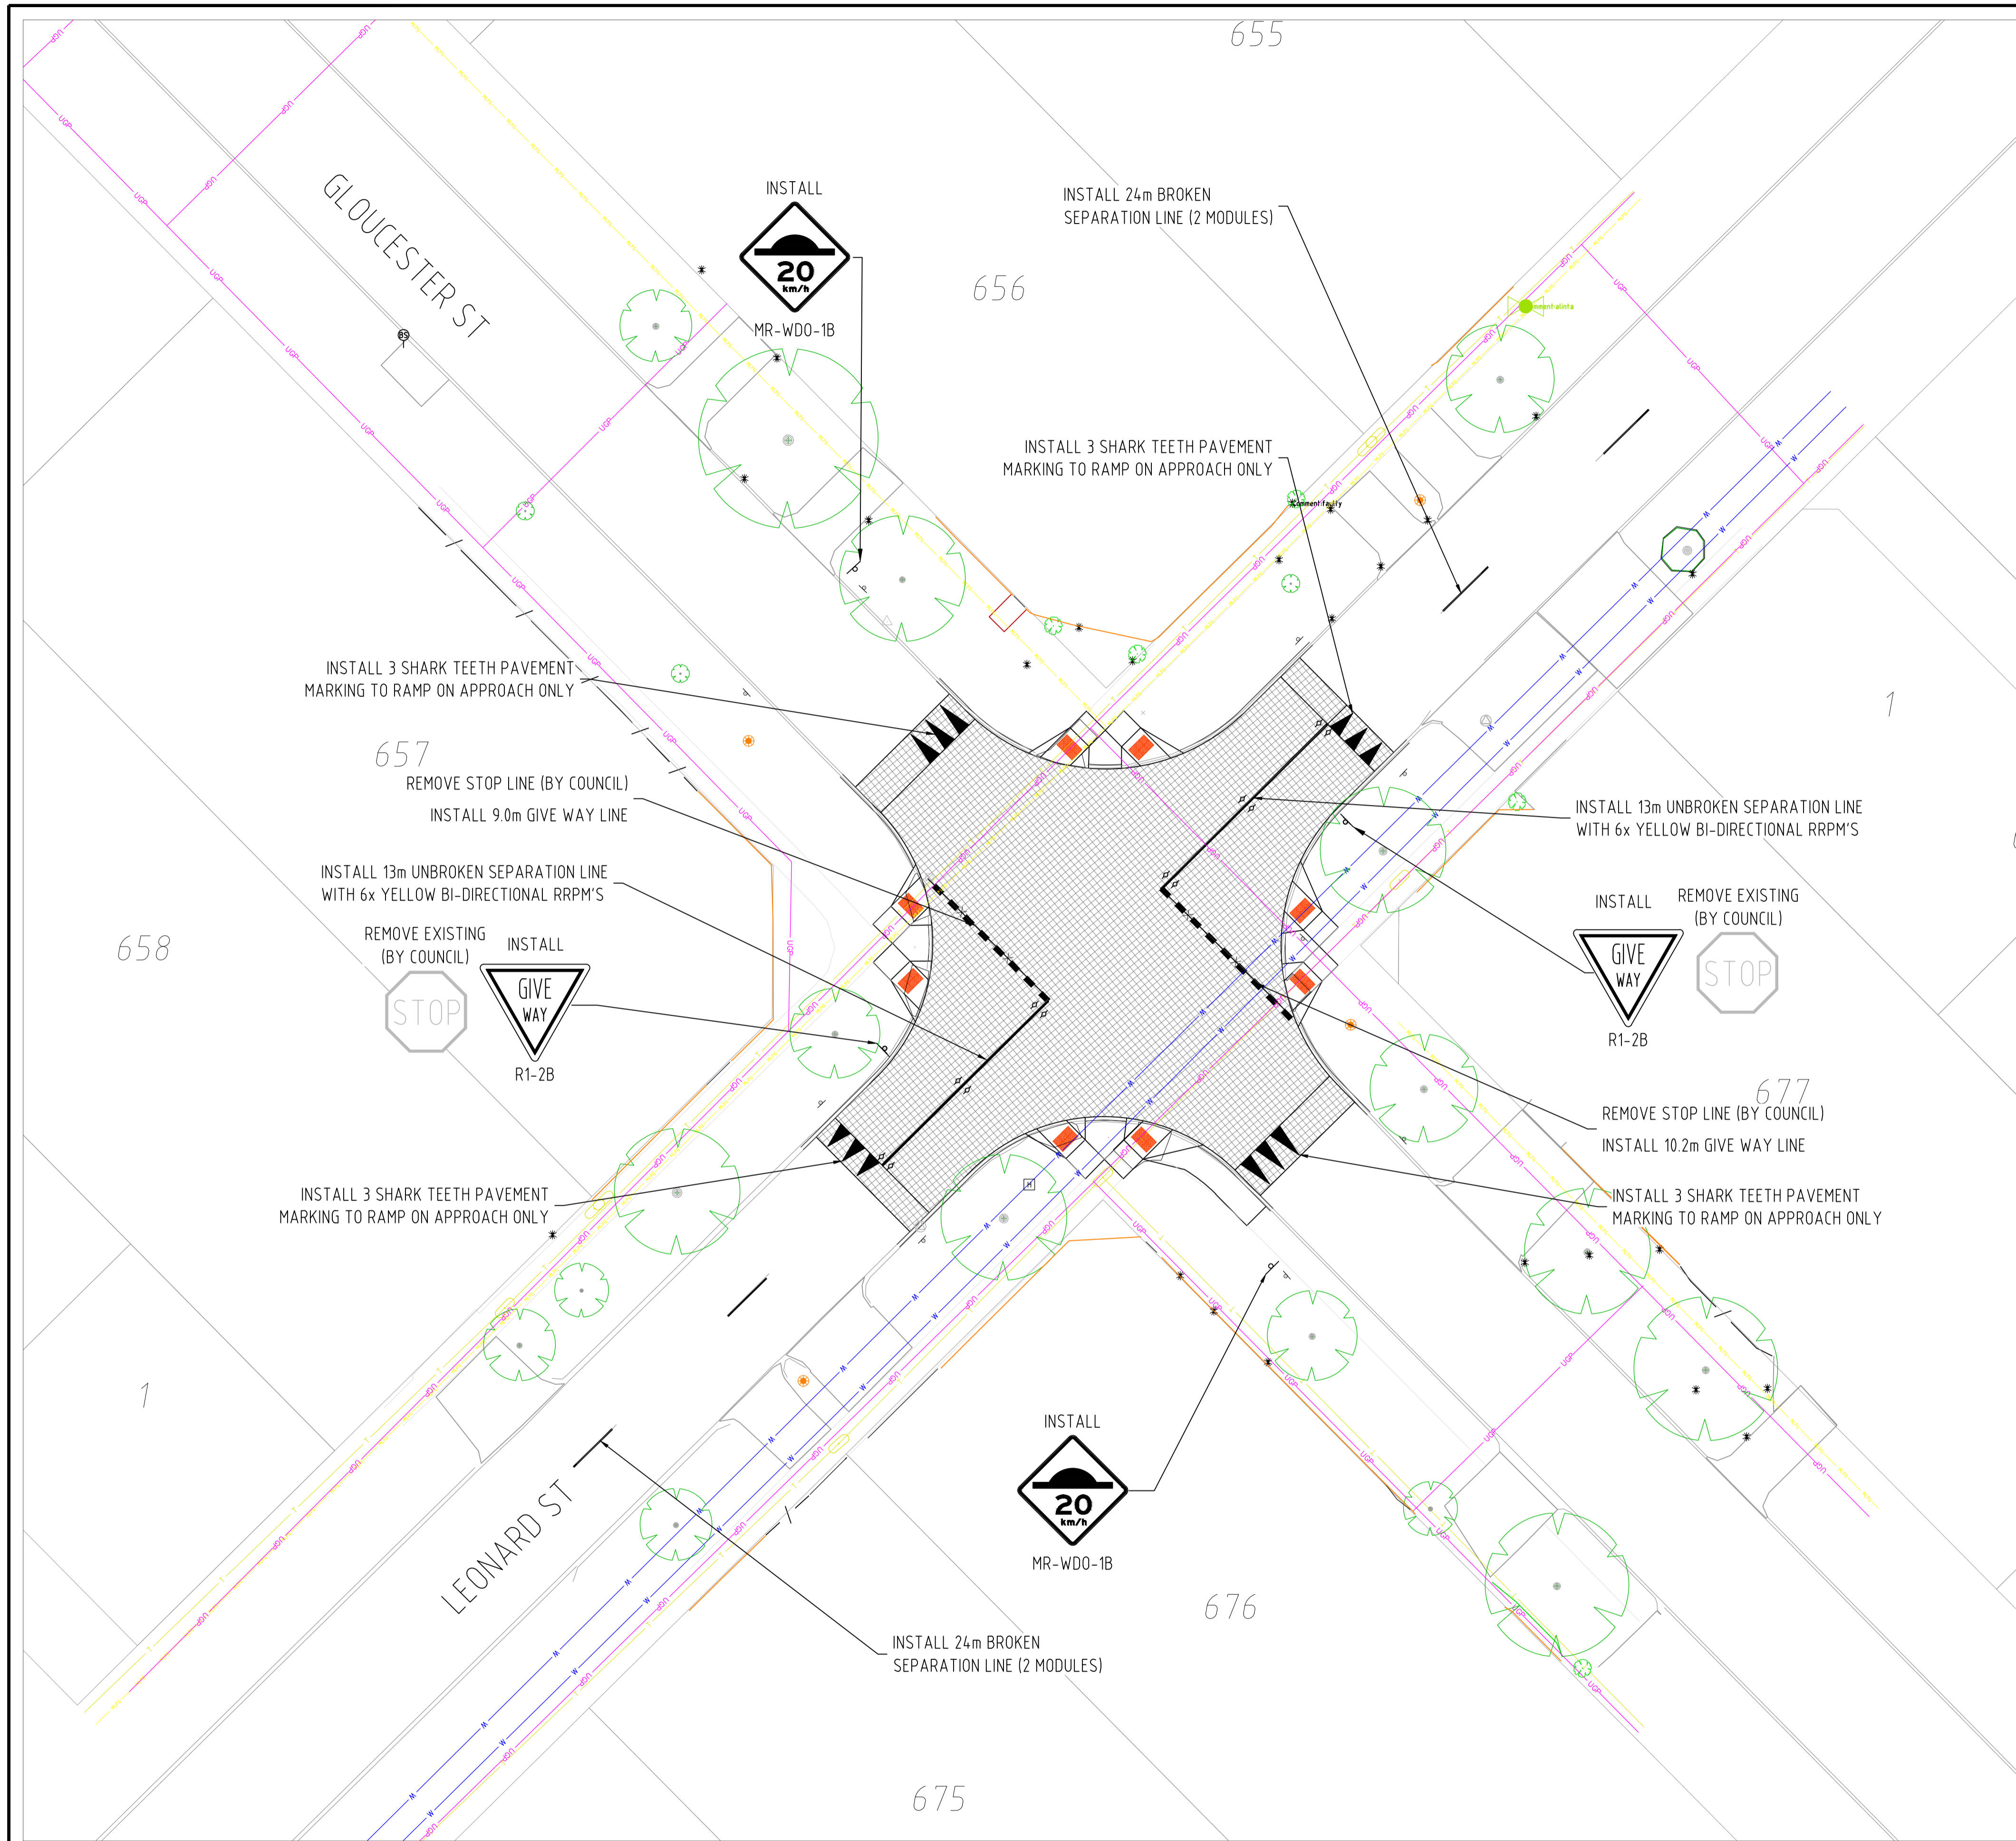 655
GLOUCESTER ST
INSTALL
20
km/h
MR-WDO-1B
INSTALL 24m BROKEN
SEPARATION LINE (2 MODULES)
656
BS
INSTALL 3 SHARK TEETH PAVEMENT
MARKING TO RAMP ON APPROACH ONLY
INSTALL 3 SHARK TEETH PAVEMENT
MARKING TO RAMP ON APPROACH ONLY
657
1
REMOVE STOP LINE (BY COUNCIL)
INSTALL 9.0m GIVE WAY LINE
INSTALL 13m UNBROKEN SEPARATION LINE
WITH 6x YELLOW BI-DIRECTIONAL RRPM'S
INSTALL 13m UNBROKEN SEPARATION LINE
WITH 6x YELLOW BI-DIRECTIONAL RRPM'S
658
REMOVE EXISTING
(BY COUNCIL)
STOP
INSTALL
GIVE
WAY
R1-2B
INSTALL
GIVE
WAY
R1-2B
REMOVE EXISTING
(BY COUNCIL)
STOP
677
REMOVE STOP LINE (BY COUNCIL)
INSTALL 10.2m GIVE WAY LINE
INSTALL 3 SHARK TEETH PAVEMENT
MARKING TO RAMP ON APPROACH ONLY
INSTALL 3 SHARK TEETH PAVEMENT
MARKING TO RAMP ON APPROACH ONLY
H
1
LEONARD ST
INSTALL
20
km/h
MR-WDO-1B
676
INSTALL 24m BROKEN
SEPARATION LINE (2 MODULES)
675
UGP
W